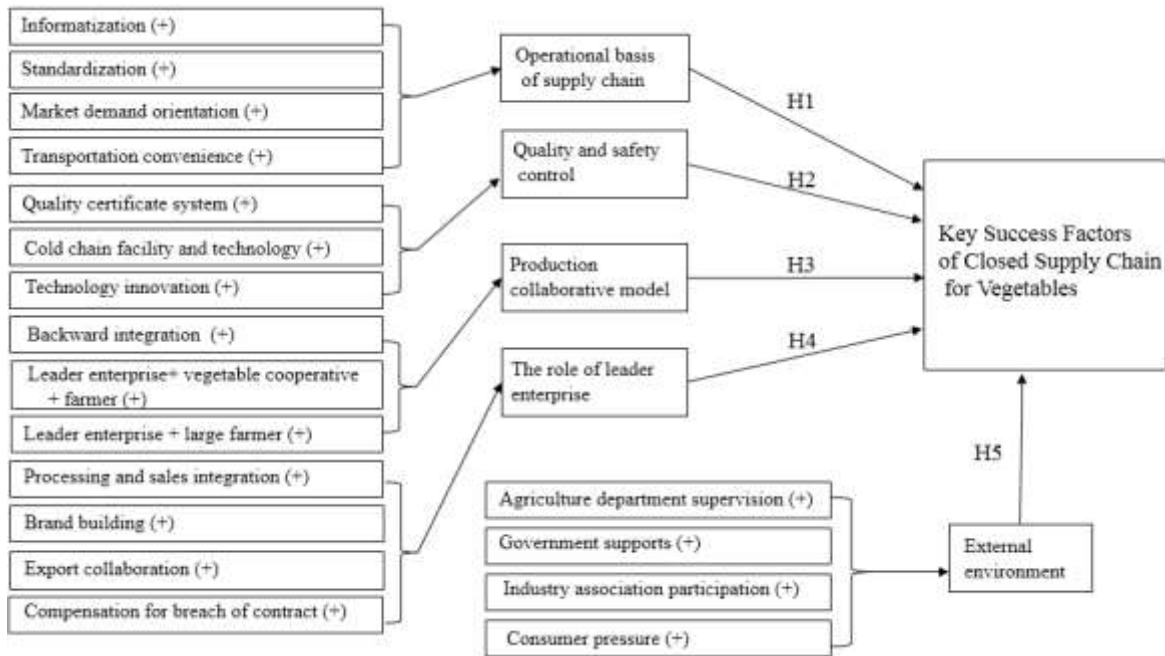 Informatization (+)
Standardization (+)
Market demand orientation (+)
Transportation convenience (+)
Quality certificate system (+)
Cold chain facility and technology (+)
Technology innovation (+)
Backward integration (+)
Leader enterprise+ vegetable cooperative
+ farmer (+)
Leader enterprise + large farmer (+)
Processing and sales integration (+)
Brand building (+)
Export collaboration (+)
Compensation for breach of contract (+)
Operational basis
of supply chain
Quality and safety
control
Production
collaborative model
The role of leader
enterprise
Agriculture department supervision (+)
Government supports (+)
Industry association participation (+)
Consumer pressure (+)
External
environment
H1
H2
H3
H4
H5
Key Success Factors
of Closed Supply Chain
for Vegetables